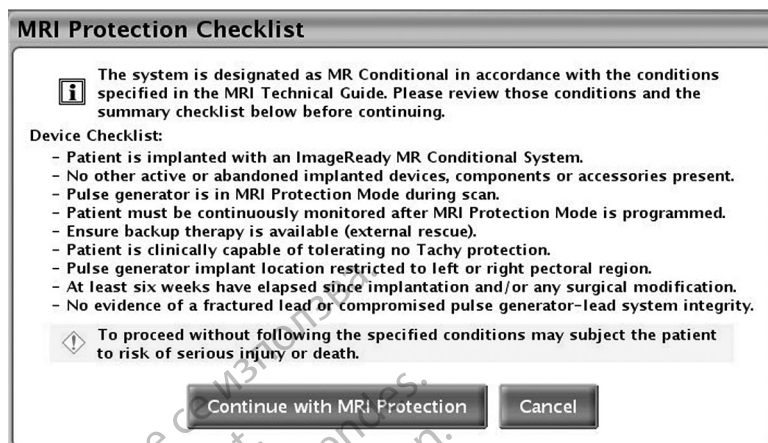 MRI Protection Checklist
The system is designated as MR Conditional in accordance with the conditions
specified in the MRI Technical Guide. Please review those conditions and the
summary checklist below before continuing.
Device Checklist:
- Patient is implanted with an ImageReady MR Conditional System.
- No other active or abandoned implanted devices, components or accessories present.
- Pulse generator is in MRI Protection Mode during scan.
- Patient must be continuously monitored after MRI Protection Mode is programmed.
- Ensure backup therapy is available (external rescue).
- Patient is clinically capable of tolerating no Tachy protection.
- Pulse generator implant location restricted to left or right pectoral region.
- At least six weeks have elapsed since implantation and/or any surgical modification.
- No evidence of a fractured lead or compromised pulse generator-lead system integrity.
To proceed without following the specified conditions may subject the patient
to risk of serious injury or death.
Continue with MRI Protection
Cancel
се използва.